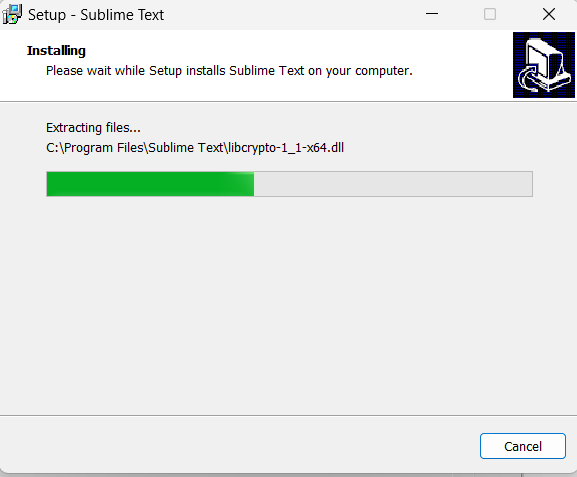 Setup - Sublime Text
Installing
Please wait while Setup installs Sublime Text on your computer.
Extracting files...
C:\Program Files\Sublime Text\libcrypto-1_1-x64.dll
Cancel